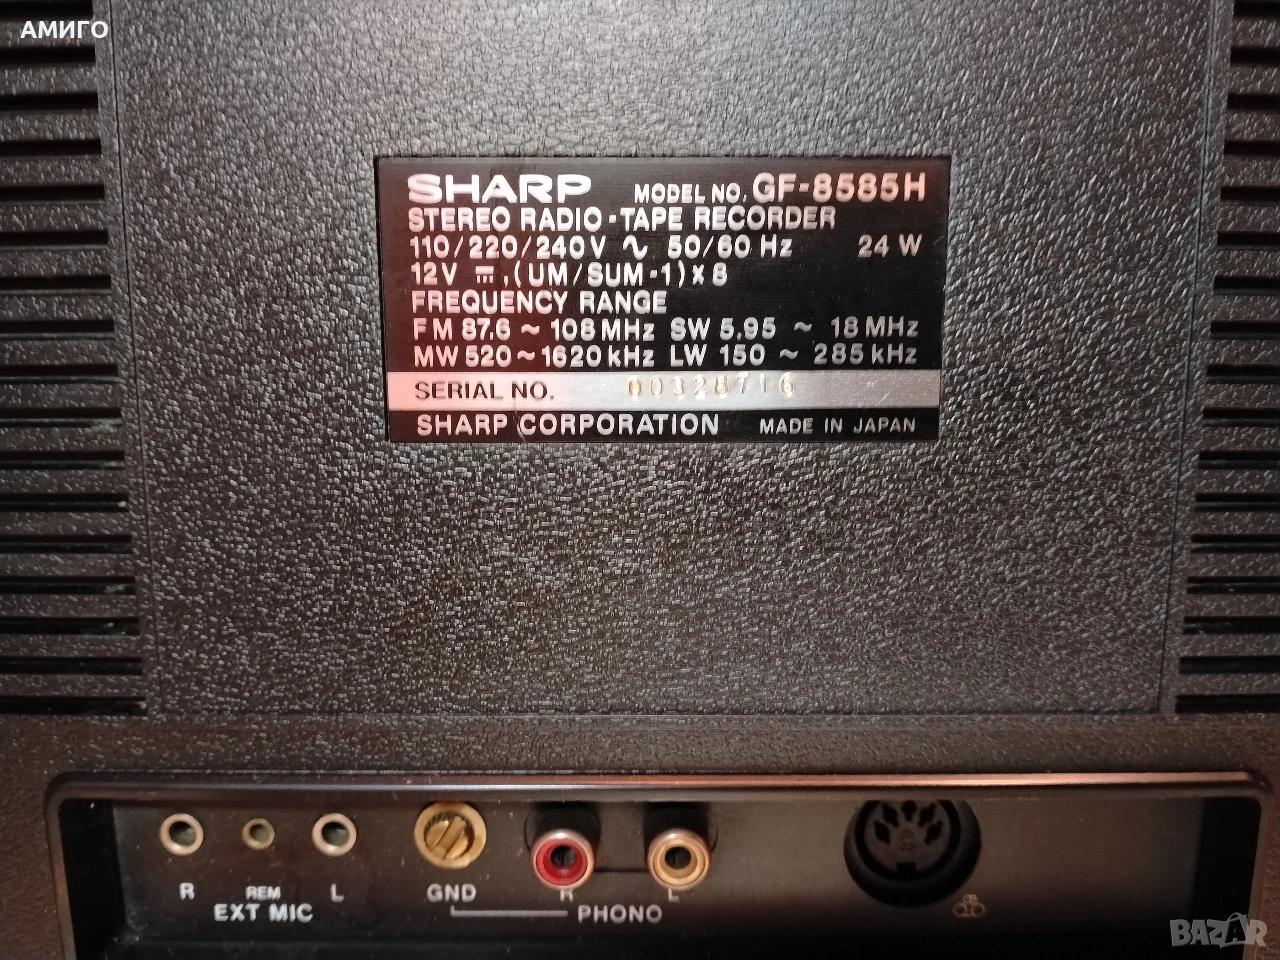 АМИГО
SHARP MODEL NO. GF-8585H
STEREO RADIO-TAPE RECORDER
110/220/240V ∿ 50/60 Hz 24 W
12V ⎓, (UM/SUM-1) x 8
FREQUENCY RANGE
FM 87.6 ~ 108 MHz SW 5.95 ~ 18 MHz
MW 520 ~ 1620 kHz LW 150 ~ 285 kHz
SERIAL NO. 00328716
SHARP CORPORATION MADE IN JAPAN
R REM L GND R L
EXT MIC PHONO
BAZAR